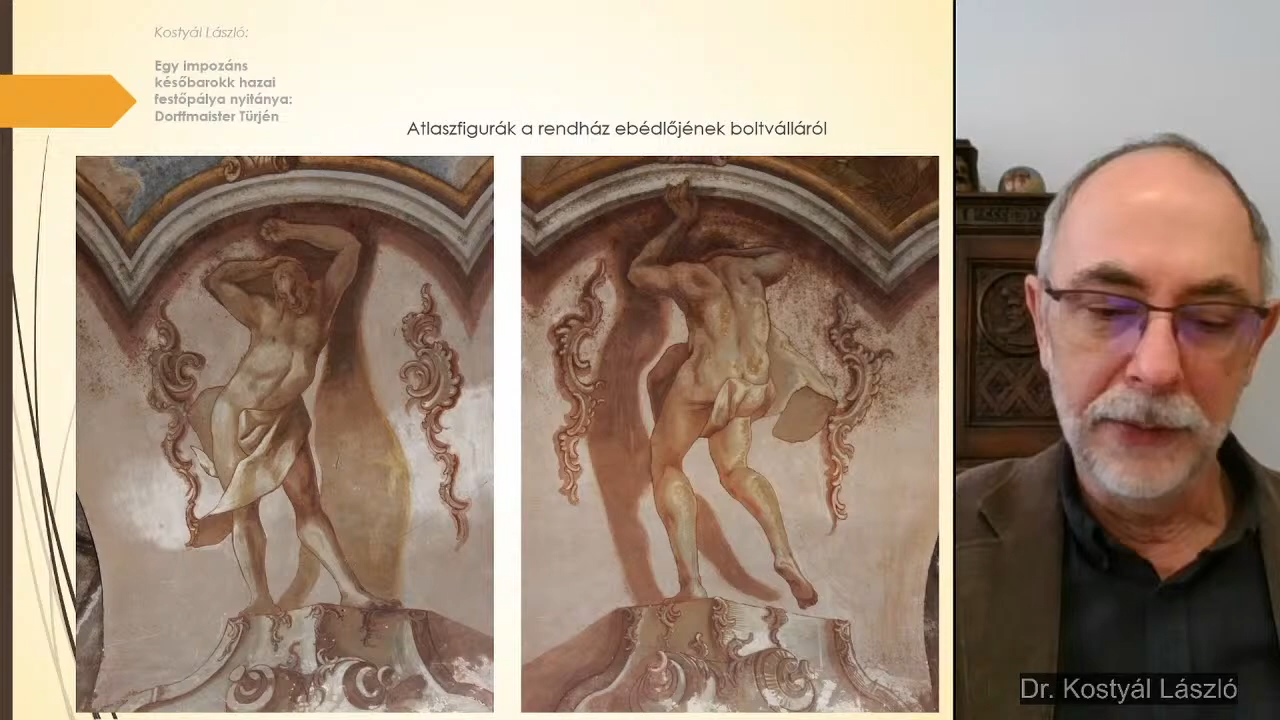 Kostyál László:
Egy impozáns
későbarokk hazai
festőpálya nyitánya:
Dorffmaister Türjén
Atlaszfigurák a rendház ebédlőjének boltválláról
Dr. Kostyál László